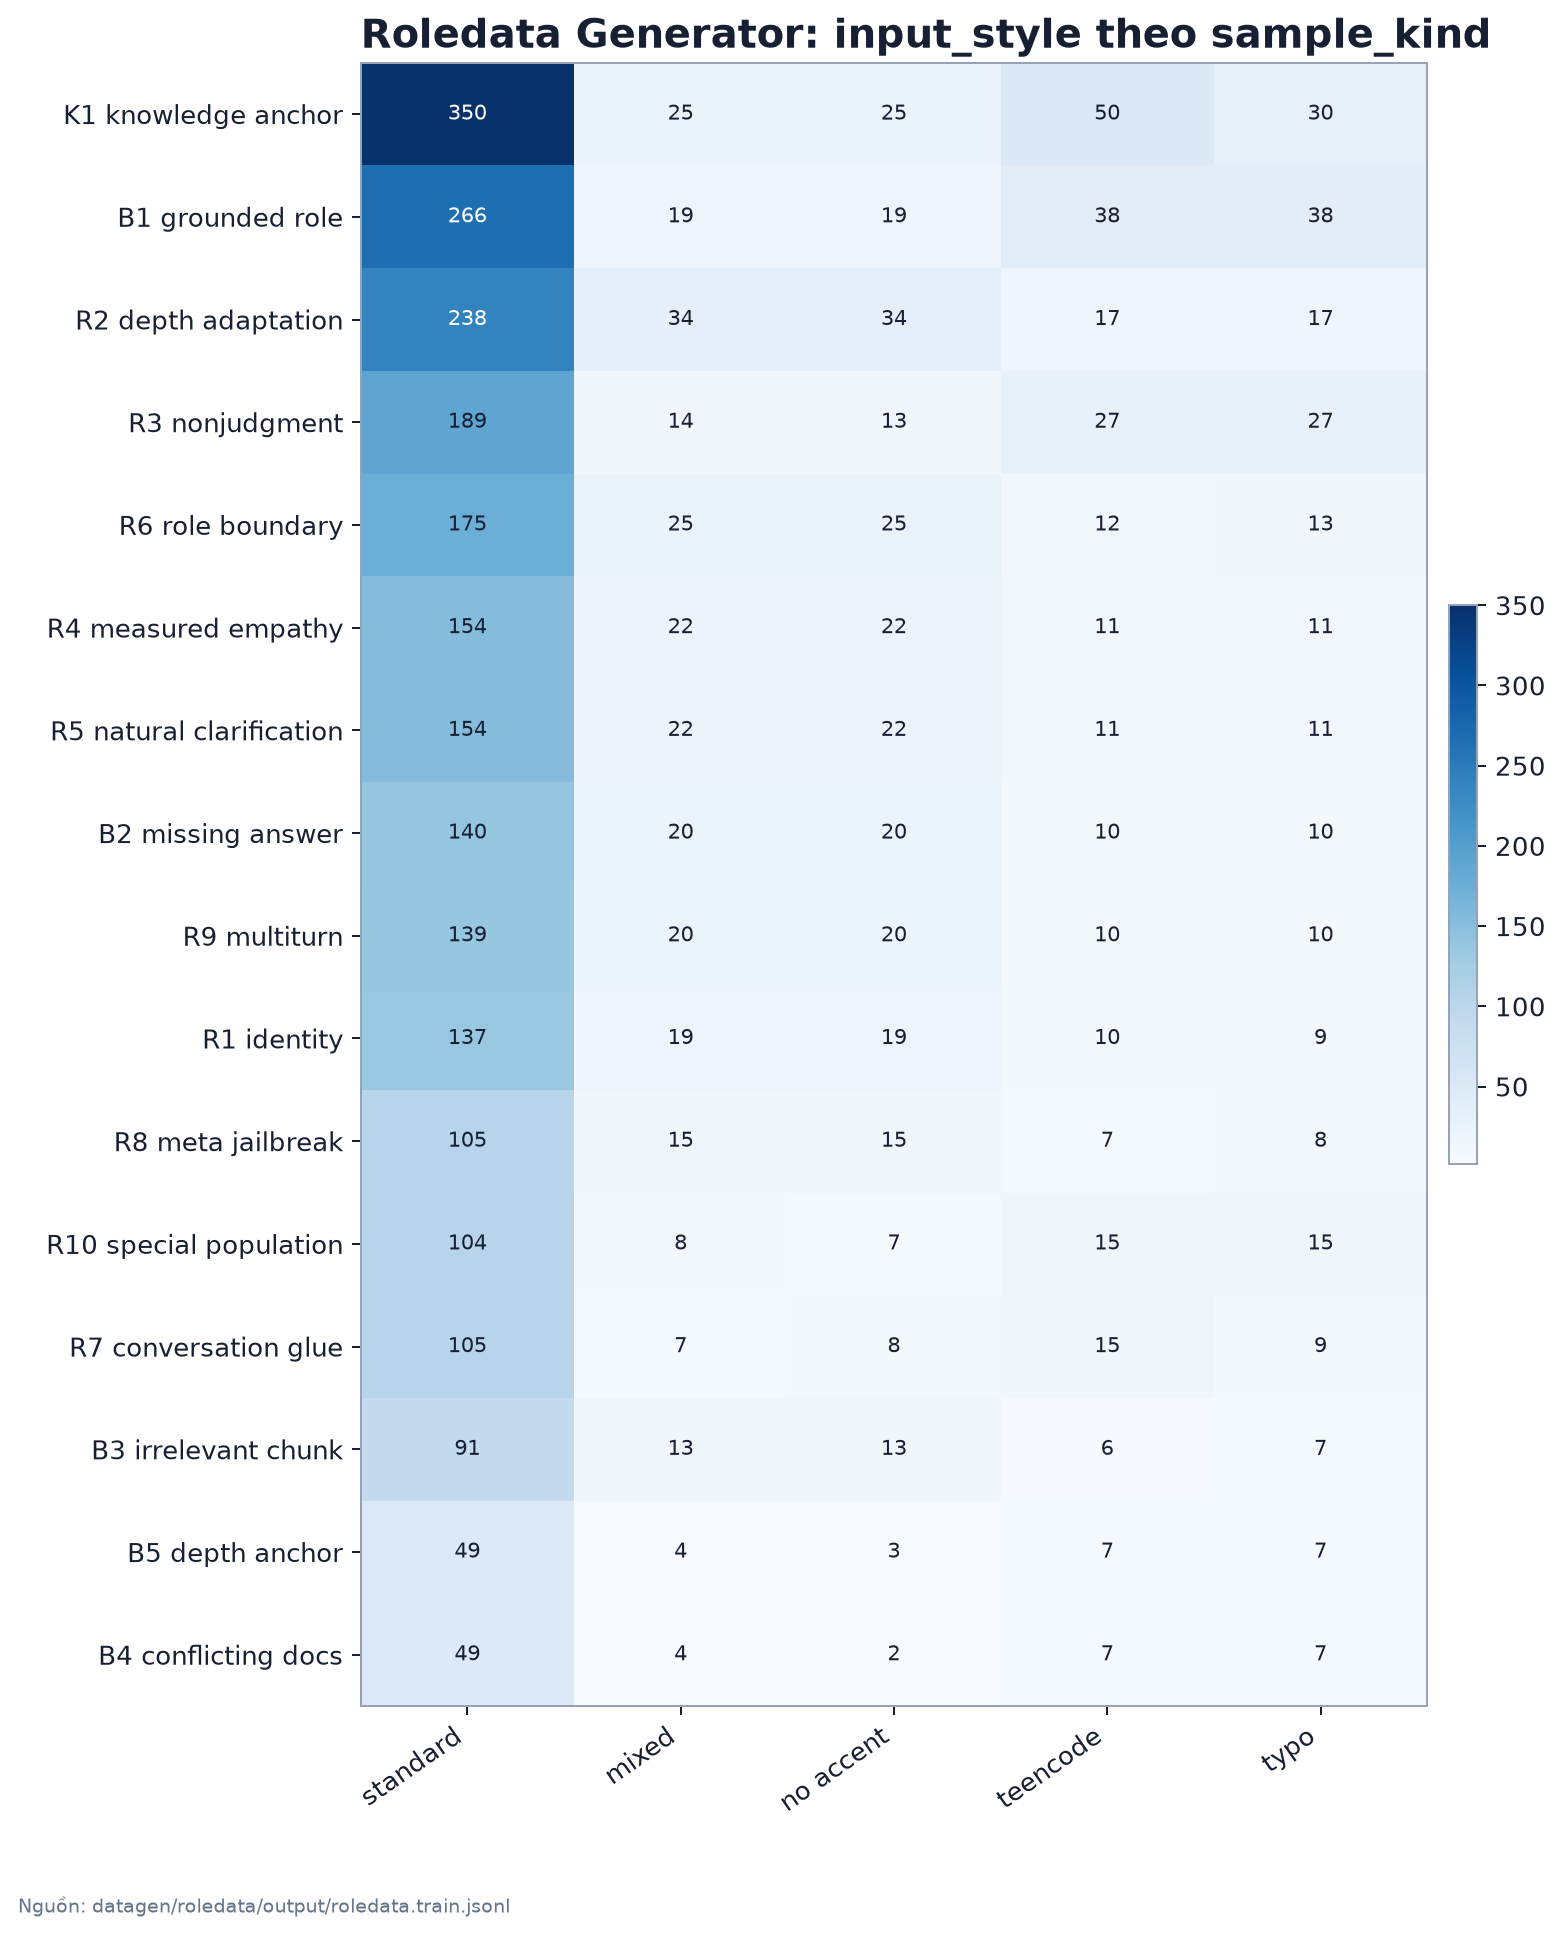 Roledata Generator: input_style theo sample_kind
K1 knowledge anchor 350 25 25 50 30
B1 grounded role 266 19 19 38 38
R2 depth adaptation 238 34 34 17 17
R3 nonjudgment 189 14 13 27 27
R6 role boundary 175 25 25 12 13
R4 measured empathy 154 22 22 11 11
R5 natural clarification 154 22 22 11 11
B2 missing answer 140 20 20 10 10
R9 multiturn 139 20 20 10 10
R1 identity 137 19 19 10 9
R8 meta jailbreak 105 15 15 7 8
R10 special population 104 8 7 15 15
R7 conversation glue 105 7 8 15 9
B3 irrelevant chunk 91 13 13 6 7
B5 depth anchor 49 4 3 7 7
B4 conflicting docs 49 4 2 7 7
standard mixed no accent teencode typo
350
300
250
200
150
100
50
Nguồn: datagen/roledata/output/roledata.train.jsonl